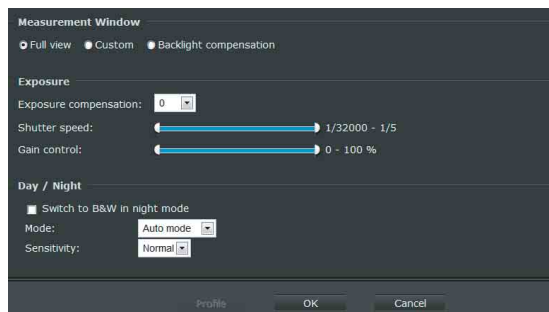 Measurement Window
Full view Custom Backlight compensation
Exposure
Exposure compensation: 0
Shutter speed: 1/32000 - 1/5
Gain control: 0 - 100 %
Day / Night
Switch to B&W in night mode
Mode: Auto mode
Sensitivity: Normal
Profile OK Cancel